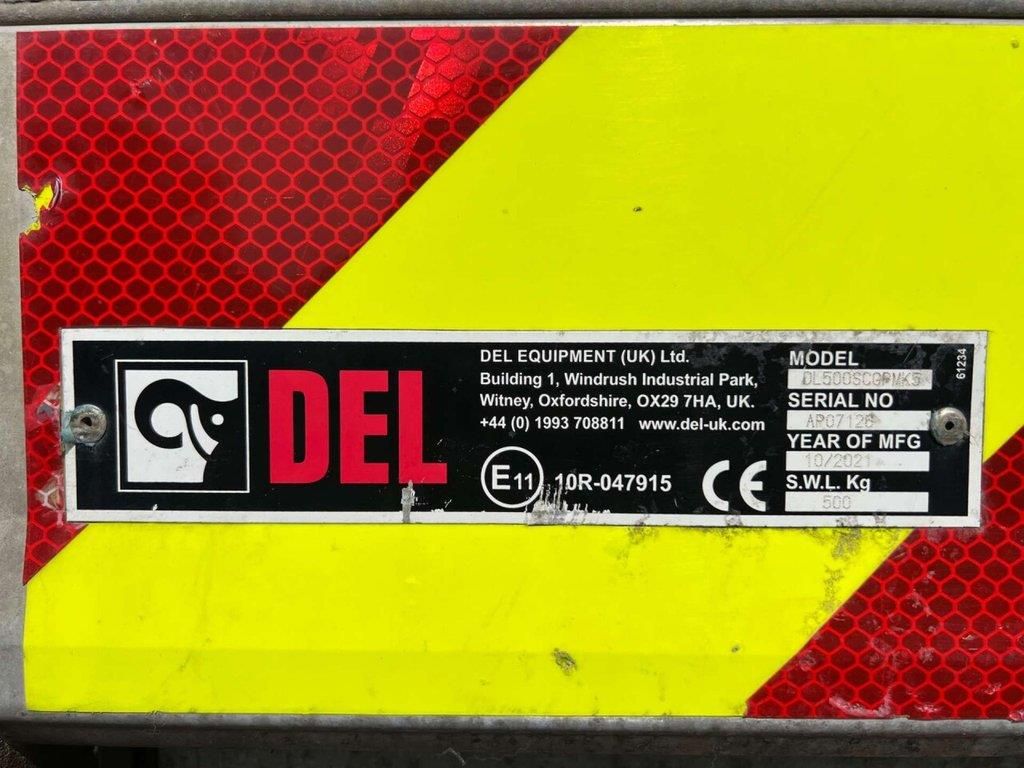 DEL
DEL EQUIPMENT (UK) Ltd.
Building 1, Windrush Industrial Park,
Witney, Oxfordshire, OX29 7HA, UK.
+44 (0) 1993 708811 www.del-uk.com
E11 10R-047915
CE
MODEL
SERIAL NO
YEAR OF MFG
10/2021
S.W.L. Kg
500
61234